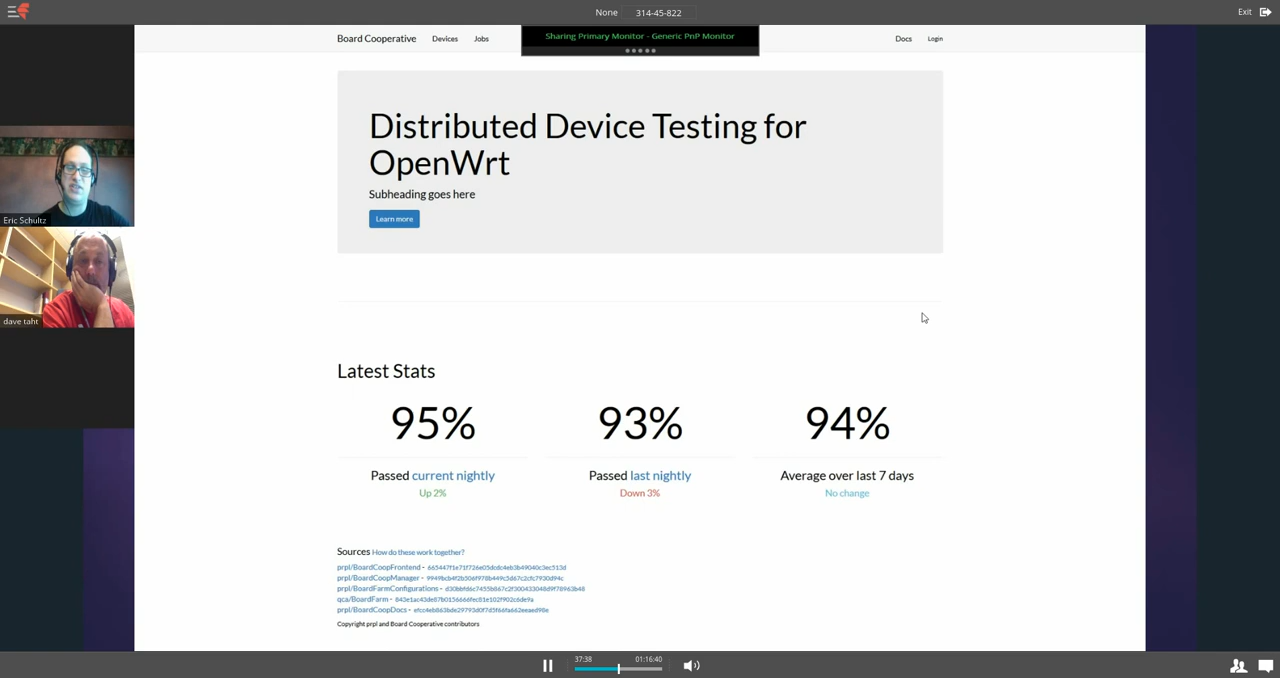 None 314-45-822 Exit
Board Cooperative Devices Jobs Docs Login
Sharing Primary Monitor - Generic PnP Monitor
Distributed Device Testing for
OpenWrt
Subheading goes here
Learn more
Eric Schultz
dave taht
Latest Stats
95% 93% 94%
Passed current nightly Passed last nightly Average over last 7 days
Up 2% Down 3% No change
Sources How do these work together?
prpl/BoardCoopFrontend -
prpl/BoardCoopManager -
prpl/BoardFarmConfigurations -
qca/BoardFarm -
prpl/BoardCoopDocs -
Copyright prpl and Board Cooperative contributors
37:38 01:16:40